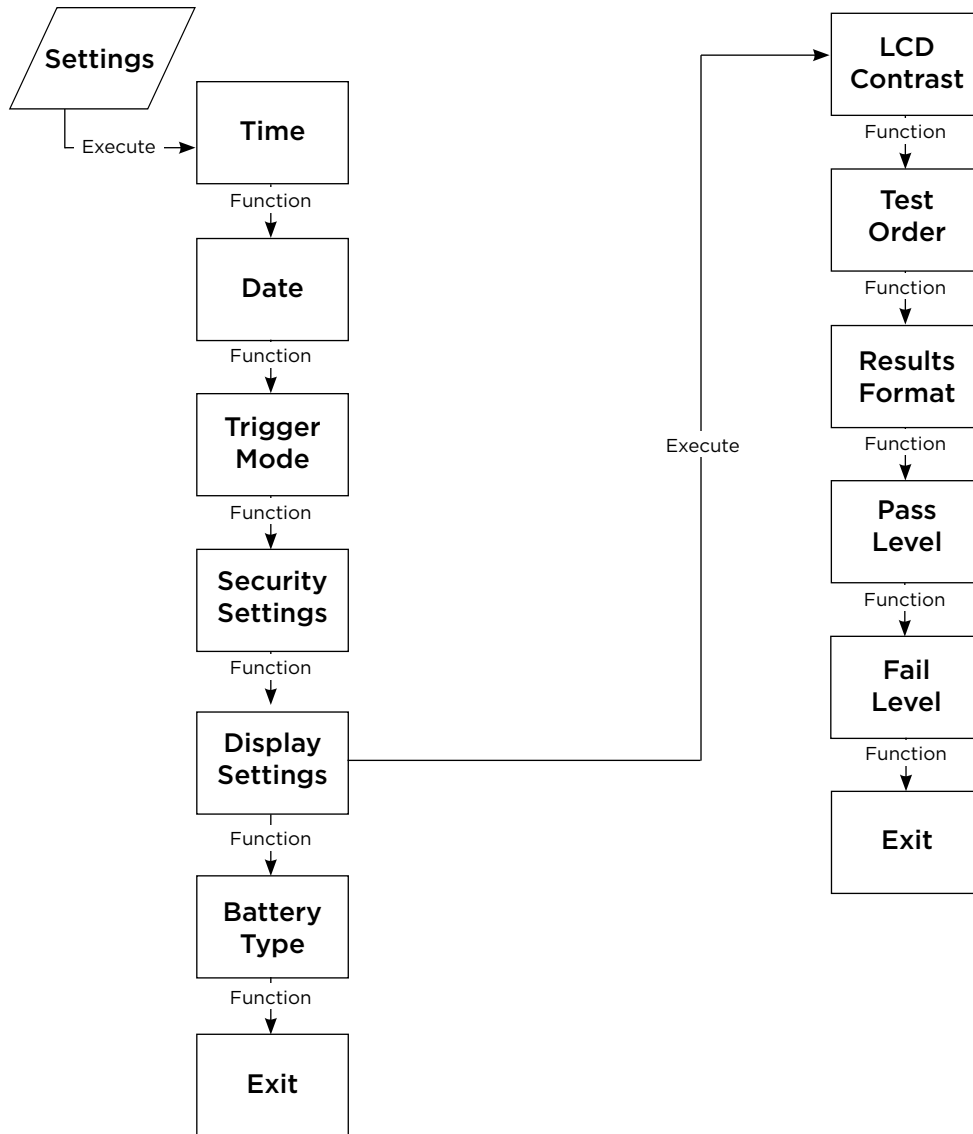 Settings
Execute
Time
Function
Date
Function
Trigger
Mode
Function
Security
Settings
Function
Display
Settings
Function
Battery
Type
Function
Exit
Execute
LCD
Contrast
Function
Test
Order
Function
Results
Format
Function
Pass
Level
Function
Fail
Level
Function
Exit